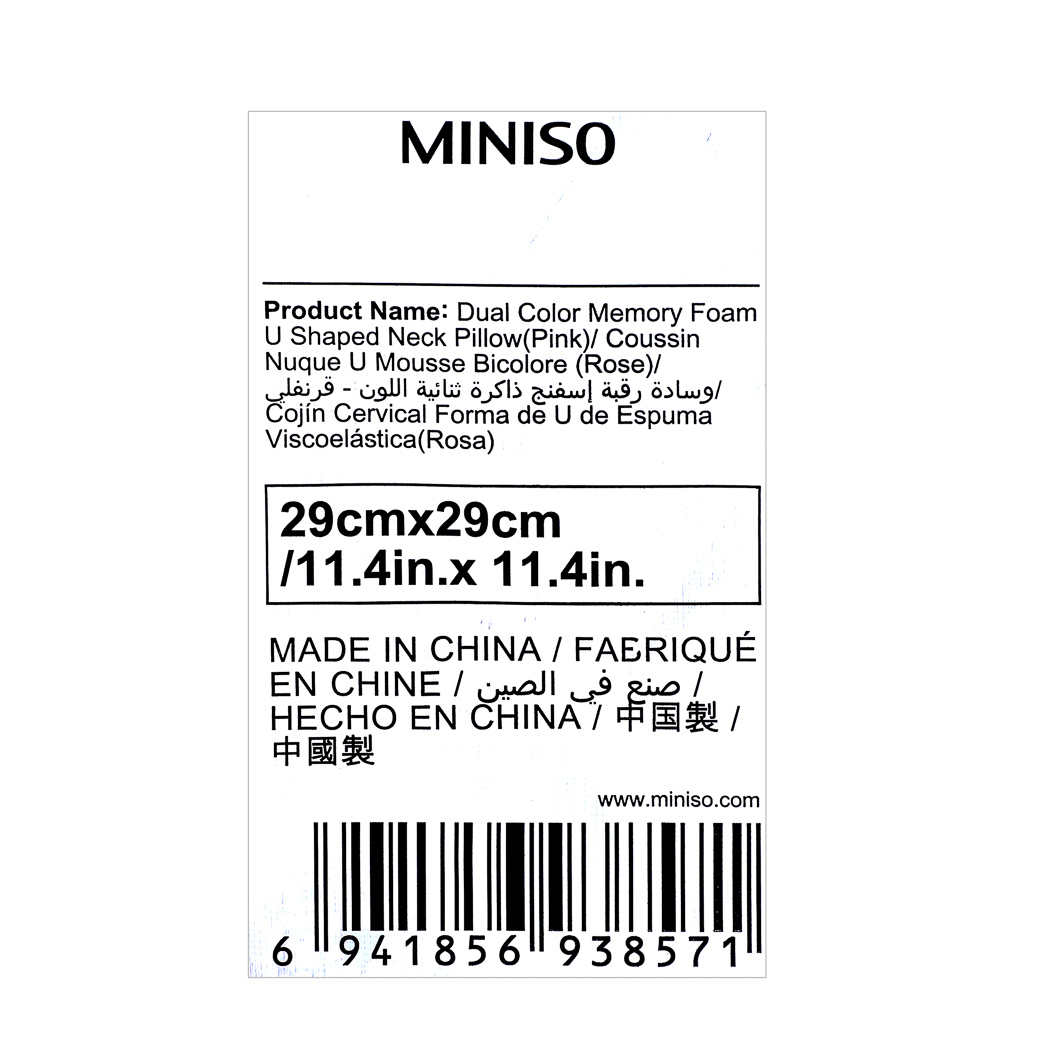 MINISO
Product Name: Dual Color Memory Foam
U Shaped Neck Pillow(Pink)/ Coussin
Nuque U Mousse Bicolore (Rose)/
وسادة رقبة إسفنج ذاكرة ثنائية اللون - قرنفلي/
Cojín Cervical Forma de U de Espuma
Viscoelástica(Rosa)
29cmx29cm
/11.4in.x 11.4in.
MADE IN CHINA / FABRIQUÉ
EN CHINE / صنع في الصين /
HECHO EN CHINA / 中国製 /
中國製
www.miniso.com
6 941856 938571